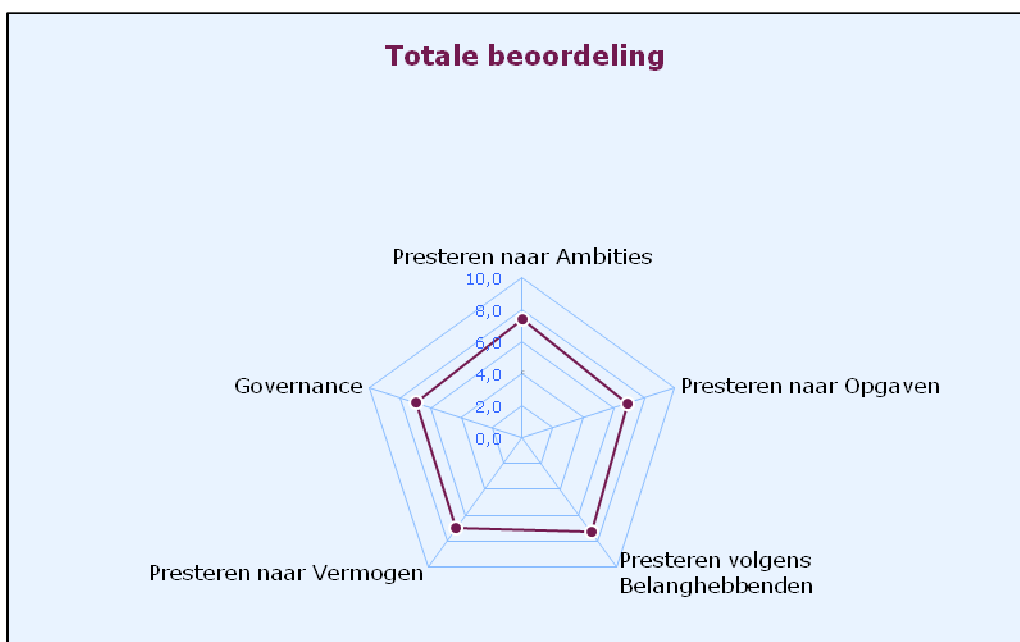 Totale beoordeling
Presteren naar Ambities
10,0
8,0
6,0
4,0
2,0
0,0
Governance
Presteren naar Opgaven
Presteren naar Vermogen
Presteren volgens
Belanghebbenden